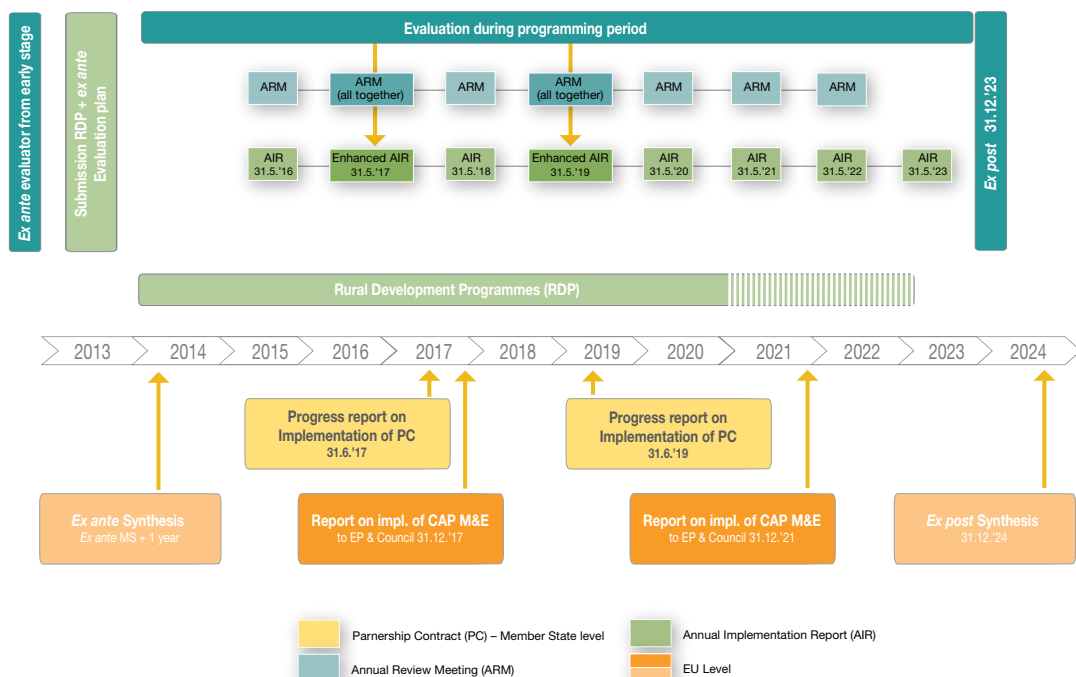 Ex ante evaluator from early stage
Submission RDP + ex ante
Evaluation plan
Evaluation during programming period
ARM
ARM
(all together)
ARM
ARM
(all together)
ARM
ARM
ARM
AIR
31.5.'16
Enhanced AIR
31.5.'17
AIR
31.5.'18
Enhanced AIR
31.5.'19
AIR
31.5.'20
AIR
31.5.'21
AIR
31.5.'22
AIR
31.5.'23
Ex post 31.12.'23
Rural Development Programmes (RDP)
2013
2014
2015
2016
2017
2018
2019
2020
2021
2022
2023
2024
Progress report on
Implementation of PC
31.6.'17
Progress report on
Implementation of PC
31.6.'19
Ex ante Synthesis
Ex ante MS + 1 year
Report on impl. of CAP M&E
to EP & Council 31.12.'17
Report on impl. of CAP M&E
to EP & Council 31.12.'21
Ex post Synthesis
31.12.'24
Parnership Contract (PC) – Member State level
Annual Implementation Report (AIR)
Annual Review Meeting (ARM)
EU Level